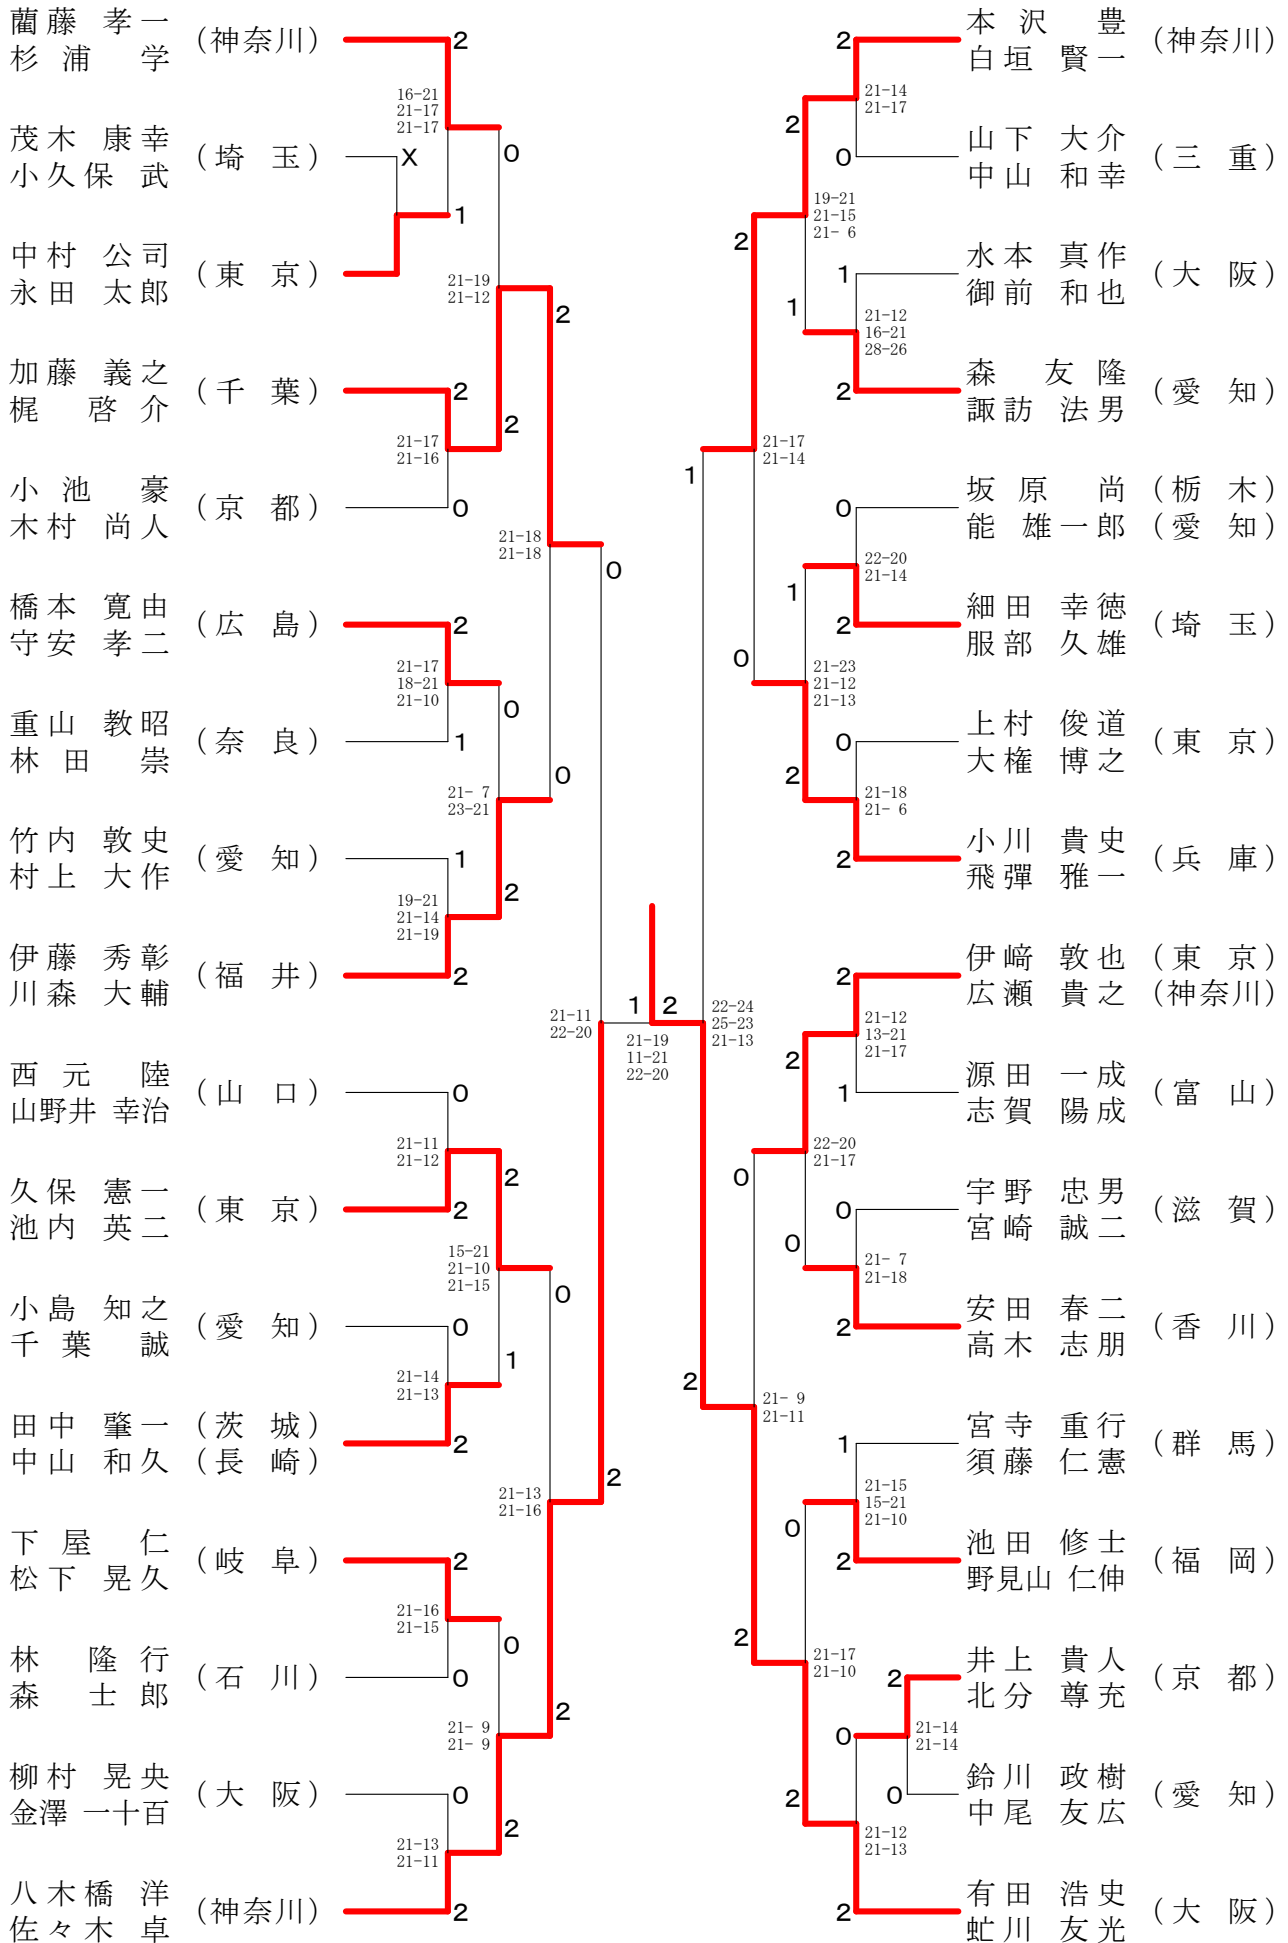 藺藤 孝一 (神奈川) 2
杉浦 学
16-21
21-17
21-17
0
茂木 康幸 (埼玉) X
小久保 武
1
中村 公司 (東京)
永田 太郎
21-19
21-12
2
加藤 義之 (千葉) 2
梶 啓介
2
21-17
21-16
小池 豪 (京都) 0
木村 尚人
21-18
21-18
0
橋本 寛由 (広島) 2
守安 孝二
21-17
18-21
21-10
0
重山 教昭 (奈良) 1
林田 崇
0
21- 7
23-21
竹内 敦史 (愛知) 1
村上 大作
2
19-21
21-14
21-19
伊藤 秀彰 (福井) 2
川森 大輔
21-11
22-20
西元 陸 (山口) 0
山野井 幸治
21-11
21-12
2
久保 憲一 (東京) 2
池内 英二
15-21
21-10
21-15
0
小島 知之 (愛知) 0
千葉 誠
1
21-14
21-13
田中 肇一 (茨城) 2
中山 和久 (長崎)
2
21-13
21-16
下屋 仁 (岐阜) 2
松下 晃久
21-16
21-15
0
林 隆行 (石川) 0
森 士郎
2
21- 9
21- 9
柳村 晃央 (大阪) 0
金澤 一十百
2
21-13
21-11
八木橋 洋 (神奈川) 2
佐々木 卓
1 2
21-19
11-21
22-20
2 本沢 豊 (神奈川)
白垣 賢一
21-14
21-17
2
0 山下 大介 (三重)
中山 和幸
19-21
21-15
21- 6
2
1 水本 真作 (大阪)
御前 和也
1
21-12
16-21
28-26
2 森 友隆 (愛知)
諏訪 法男
21-17
21-14
1
0 坂原 尚 (栃木)
能 雄一郎 (愛知)
22-20
21-14
1
2 細田 幸徳 (埼玉)
服部 久雄
0
21-23
21-12
21-13
0 上村 俊道 (東京)
大権 博之
2
21-18
21- 6
2 小川 貴史 (兵庫)
飛彈 雅一
22-24
25-23
21-13
2 伊﨑 敦也 (東京)
広瀬 貴之 (神奈川)
21-12
13-21
21-17
2
1 源田 一成 (富山)
志賀 陽成
22-20
21-17
0
0 宇野 忠男 (滋賀)
宮崎 誠二
0
21- 7
21-18
2 安田 春二 (香川)
高木 志朋
2
21- 9
21-11
1 宮寺 重行 (群馬)
須藤 仁憲
21-15
15-21
21-10
0
2 池田 修士 (福岡)
野見山 仁伸
2
21-17
21-10
2 井上 貴人 (京都)
北分 尊充
0
21-14
21-14
2
0 鈴川 政樹 (愛知)
中尾 友広
21-12
21-13
2 有田 浩史 (大阪)
虻川 友光